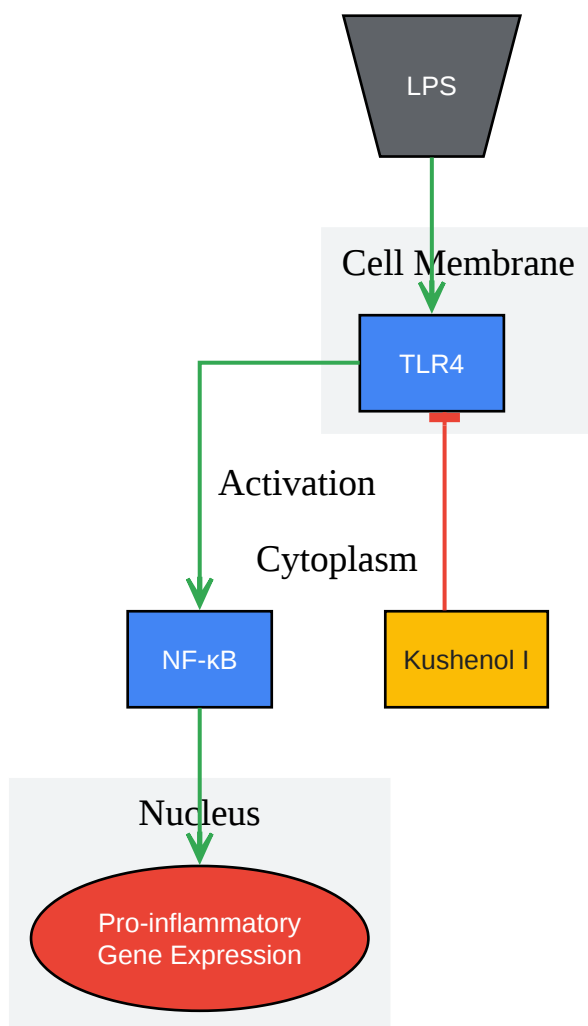 LPS
Cell Membrane
TLR4
Activation
Cytoplasm
NF-κB
Kushenol I
Nucleus
Pro-inflammatory
Gene Expression